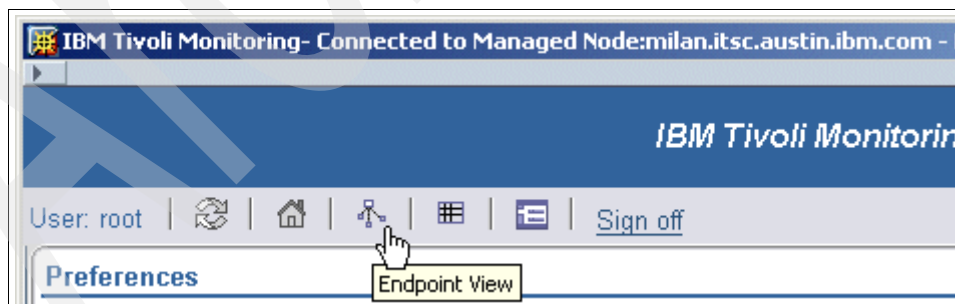 IBM Tivoli Monitoring- Connected to Managed Node:milan.itsc.austin.ibm.com -
IBM Tivoli Monitorin
User: root | | | | | | Sign off
Preferences
Endpoint View